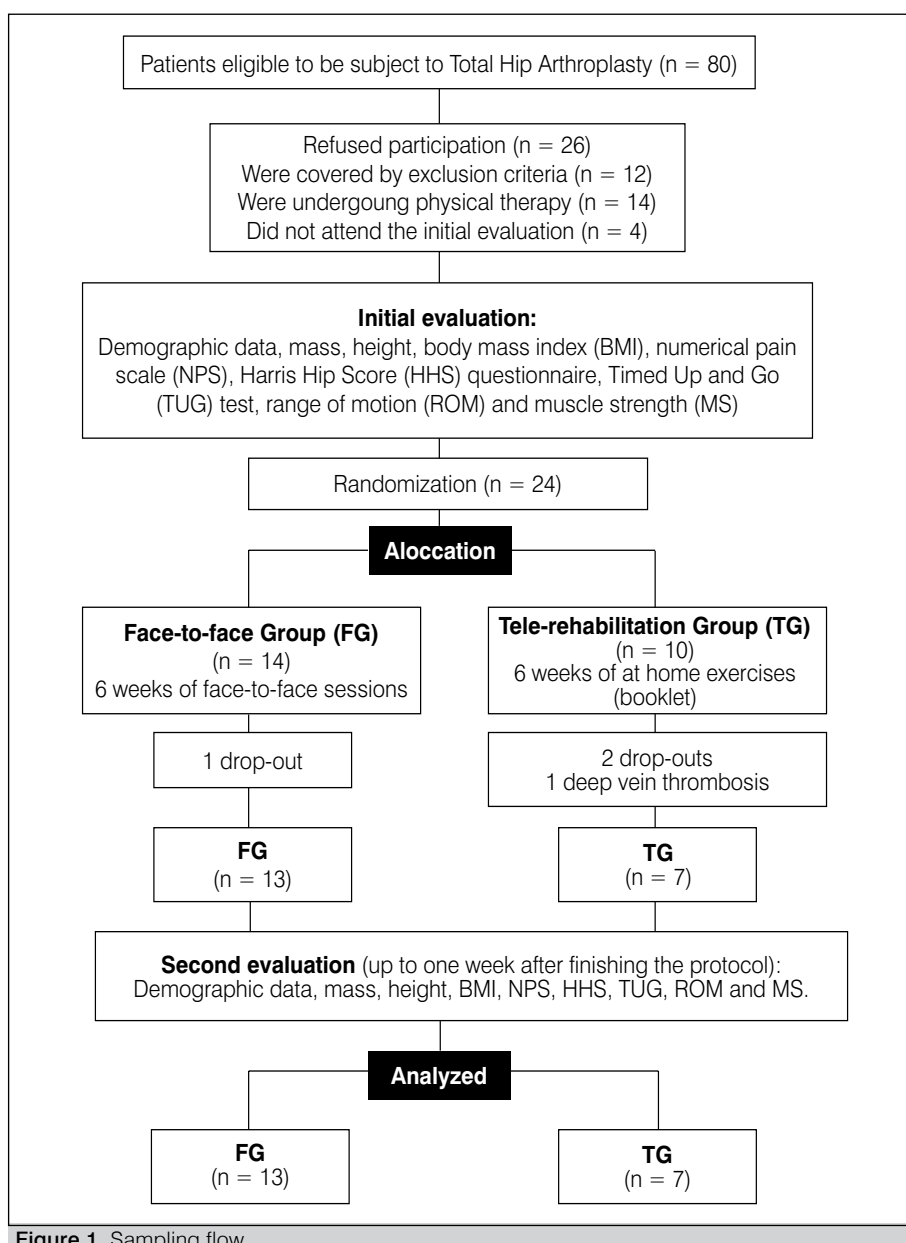 Patients eligible to be subject to Total Hip Arthroplasty (n = 80)
Refused participation (n = 26)
Were covered by exclusion criteria (n = 12)
Were undergoung physical therapy (n = 14)
Did not attend the initial evaluation (n = 4)
Initial evaluation:
Demographic data, mass, height, body mass index (BMI), numerical pain
scale (NPS), Harris Hip Score (HHS) questionnaire, Timed Up and Go
(TUG) test, range of motion (ROM) and muscle strength (MS)
Randomization (n = 24)
Aloccation
Face-to-face Group (FG)
(n = 14)
6 weeks of face-to-face sessions
Tele-rehabilitation Group (TG)
(n = 10)
6 weeks of at home exercises
(booklet)
1 drop-out
2 drop-outs
1 deep vein thrombosis
FG
(n = 13)
TG
(n = 7)
Second evaluation (up to one week after finishing the protocol):
Demographic data, mass, height, BMI, NPS, HHS, TUG, ROM and MS.
Analyzed
FG
(n = 13)
TG
(n = 7)
Figure 1. Sampling flow